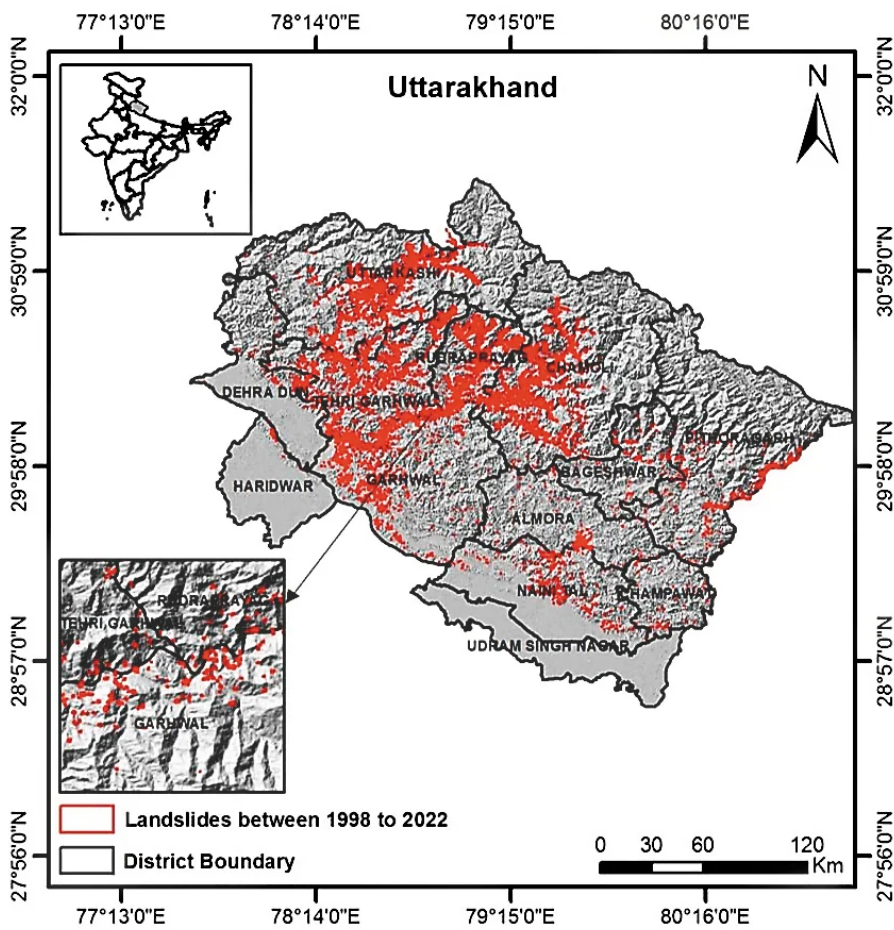 77°13'0"E 78°14'0"E 79°15'0"E 80°16'0"E
32°0'0"N
32°0'0"N
Uttarakhand
N
30°59'0"N
30°59'0"N
UTTARKASHI
RUDRAPRAYAG
CHAMOLI
DEHRA DUN
TEHRI GARHWAL
PITHORAGARH
29°58'0"N
29°58'0"N
BAGESHWAR
HARIDWAR
GARHWAL
ALMORA
NAINI TAL
CHAMPAWAT
RUDRAPRAYAG
TEHRI GARHWAL
UDRAM SINGH NAGAR
28°57'0"N
28°57'0"N
GARHWAL
Landslides between 1998 to 2022
District Boundary
0 30 60 120
Km
27°56'0"N
27°56'0"N
77°13'0"E 78°14'0"E 79°15'0"E 80°16'0"E